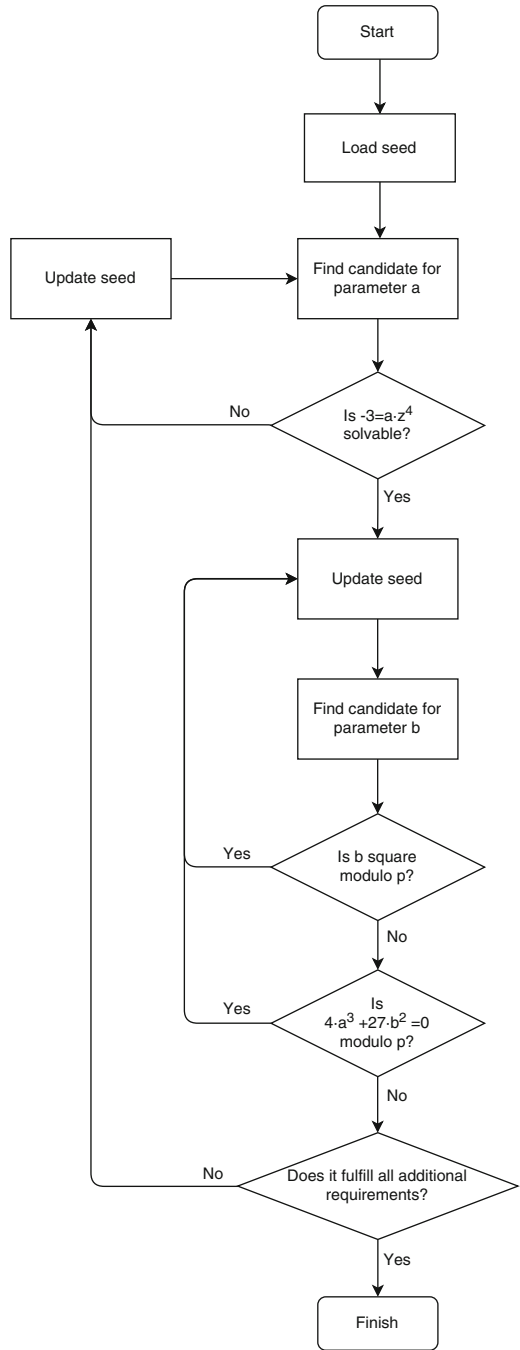 Start
Load seed
Update seed
Find candidate for
parameter a
No
Is -3=a·z⁴
solvable?
Yes
Update seed
Find candidate for
parameter b
Yes
Is b square
modulo p?
No
Yes
Is
4·a³ +27·b² =0
modulo p?
No
No
Does it fulfill all additional
requirements?
Yes
Finish